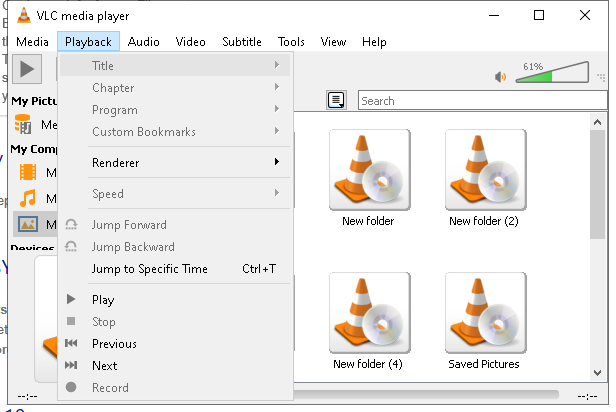 VLC media player
Media Playback Audio Video Subtitle Tools View Help
61%
Title
Chapter
Program
Custom Bookmarks
Renderer
Speed
Jump Forward
Jump Backward
Jump to Specific Time Ctrl+T
Play
Stop
Previous
Next
Record
Search
My Pictu
Me
My Comp
M
M
M
Devices
New folder
New folder (2)
New folder (4)
Saved Pictures
--:--
--:--